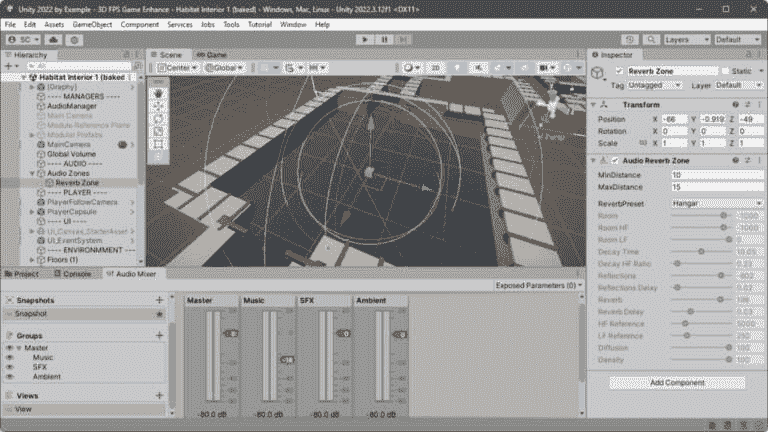 Unity 2022 by Example - 3D FPS Game Enhance - Habitat Interior 1 (baked) - Windows, Mac, Linux - Unity 2022.3.12f1 <DX11>
File Edit Assets GameObject Component Services Jobs Tools Tutorial Window Help
SC
Layers Default
Hierarchy
Scene Game
Inspector
All
Center Global 2D
Habitat Interior 1 (baked
(Graphy)
---- MANAGERS ----
AudioManager
Main Camera
Module Reference Plane
Modular Prefabs
MainCamera
Global Volume
---- AUDIO ----
Audio Zones
Reverb Zone
---- PLAYER ----
PlayerFollowCamera
PlayerCapsule
---- UI ----
UI_Canvas_StarterAsset
UI_EventSystem
---- ENVIRONMMENT ----
Floors (1)
Persp
Reverb Zone Static
Tag Untagged Layer Default
Transform
Position X -66 Y -0.919 Z -49
Rotation X 0 Y 0 Z 0
Scale X 1 Y 1 Z 1
Audio Reverb Zone
MinDistance 10
MaxDistance 15
ReverbPreset Hangar
Room -1000
Room HF -1000
Room LF 0
Decay Time
Decay HF Ratio
Reflections -602
Reflections Delay 0.02
Reverb 198
Reverb Delay 0.03
HF Reference 5000
LF Reference 250
Diffusion 100
Density 100
Add Component
Project Console Audio Mixer
Exposed Parameters (0)
Snapshots
Snapshot
Groups
Master
Music
SFX
Ambient
Views
View
Master Music SFX Ambient
-80.0 dB -80.0 dB -80.0 dB -80.0 dB